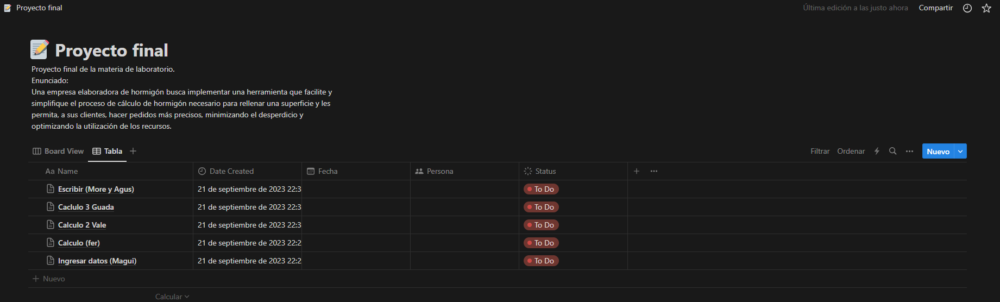 Proyecto final
Última edición a las justo ahora Compartir
Proyecto final
Proyecto final de la materia de laboratorio.
Enunciado:
Una empresa elaboradora de hormigón busca implementar una herramienta que facilite y
simplifique el proceso de cálculo de hormigón necesario para rellenar una superficie y les
permita, a sus clientes, hacer pedidos más precisos, minimizando el desperdicio y
optimizando la utilización de los recursos.
Board View Tabla
Filtrar Ordenar Nuevo
Aa Name Date Created Fecha Persona Status
Escribir (More y Agus) 21 de septiembre de 2023 22:3 To Do
Caclulo 3 Guada 21 de septiembre de 2023 22:3 To Do
Calculo 2 Vale 21 de septiembre de 2023 22:3 To Do
Calculo (fer) 21 de septiembre de 2023 22:2 To Do
Ingresar datos (Magui) 21 de septiembre de 2023 22:2 To Do
Nuevo
Calcular